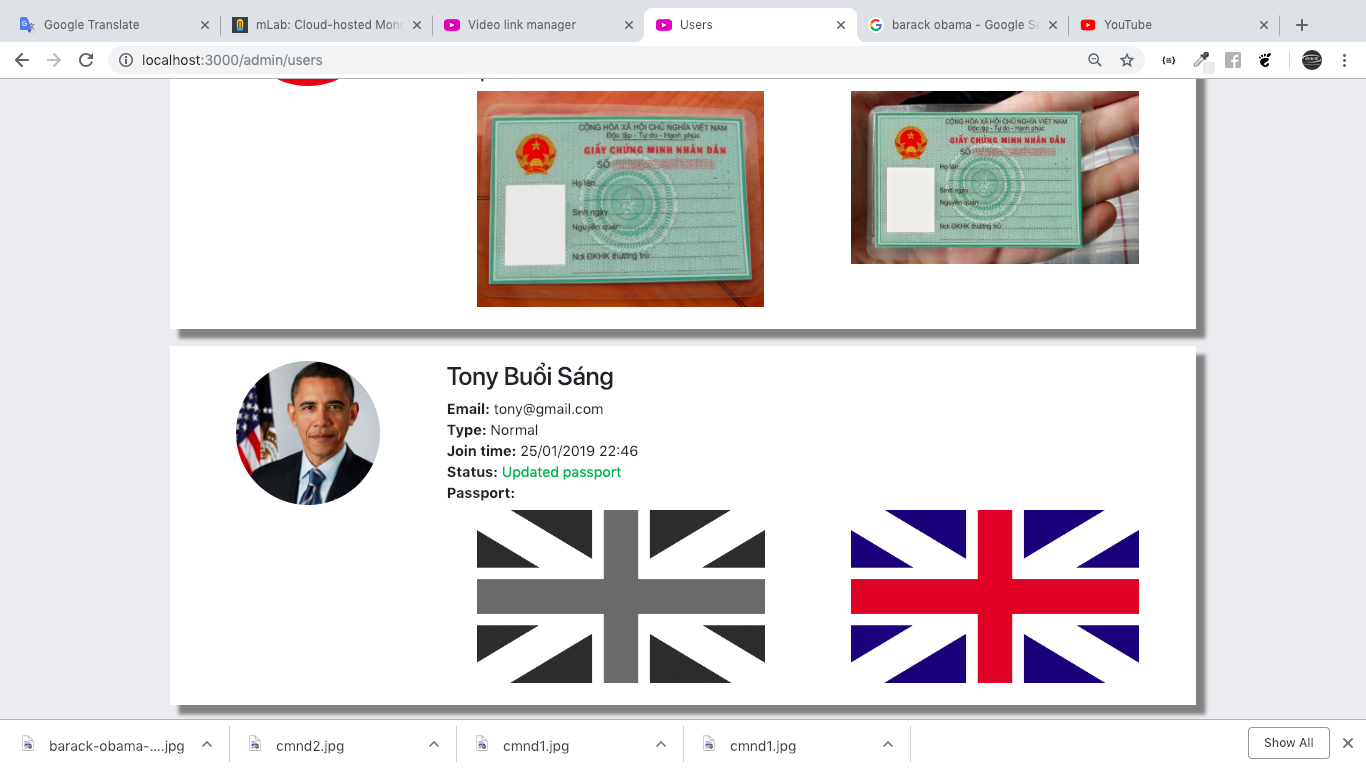 Google Translate
mLab: Cloud-hosted Mon
Video link manager
Users
barack obama - Google Se
YouTube
localhost:3000/admin/users
CỘNG HÒA XÃ HỘI CHỦ NGHĨA VIỆT NAM
Độc lập - Tự do - Hạnh phúc
GIẤY CHỨNG MINH NHÂN DÂN
SỐ
Họ tên
Sinh ngày
Nguyên quán
Nơi ĐKHK thường trú
CỘNG HÒA XÃ HỘI CHỦ NGHĨA VIỆT NAM
Độc lập - Tự do - Hạnh phúc
GIẤY CHỨNG MINH NHÂN DÂN
SỐ
Họ tên
Sinh ngày
Nguyên quán
Nơi ĐKHK thường trú
Tony Buổi Sáng
Email: tony@gmail.com
Type: Normal
Join time: 25/01/2019 22:46
Status: Updated passport
Passport:
barack-obama-....jpg
cmnd2.jpg
cmnd1.jpg
cmnd1.jpg
Show All